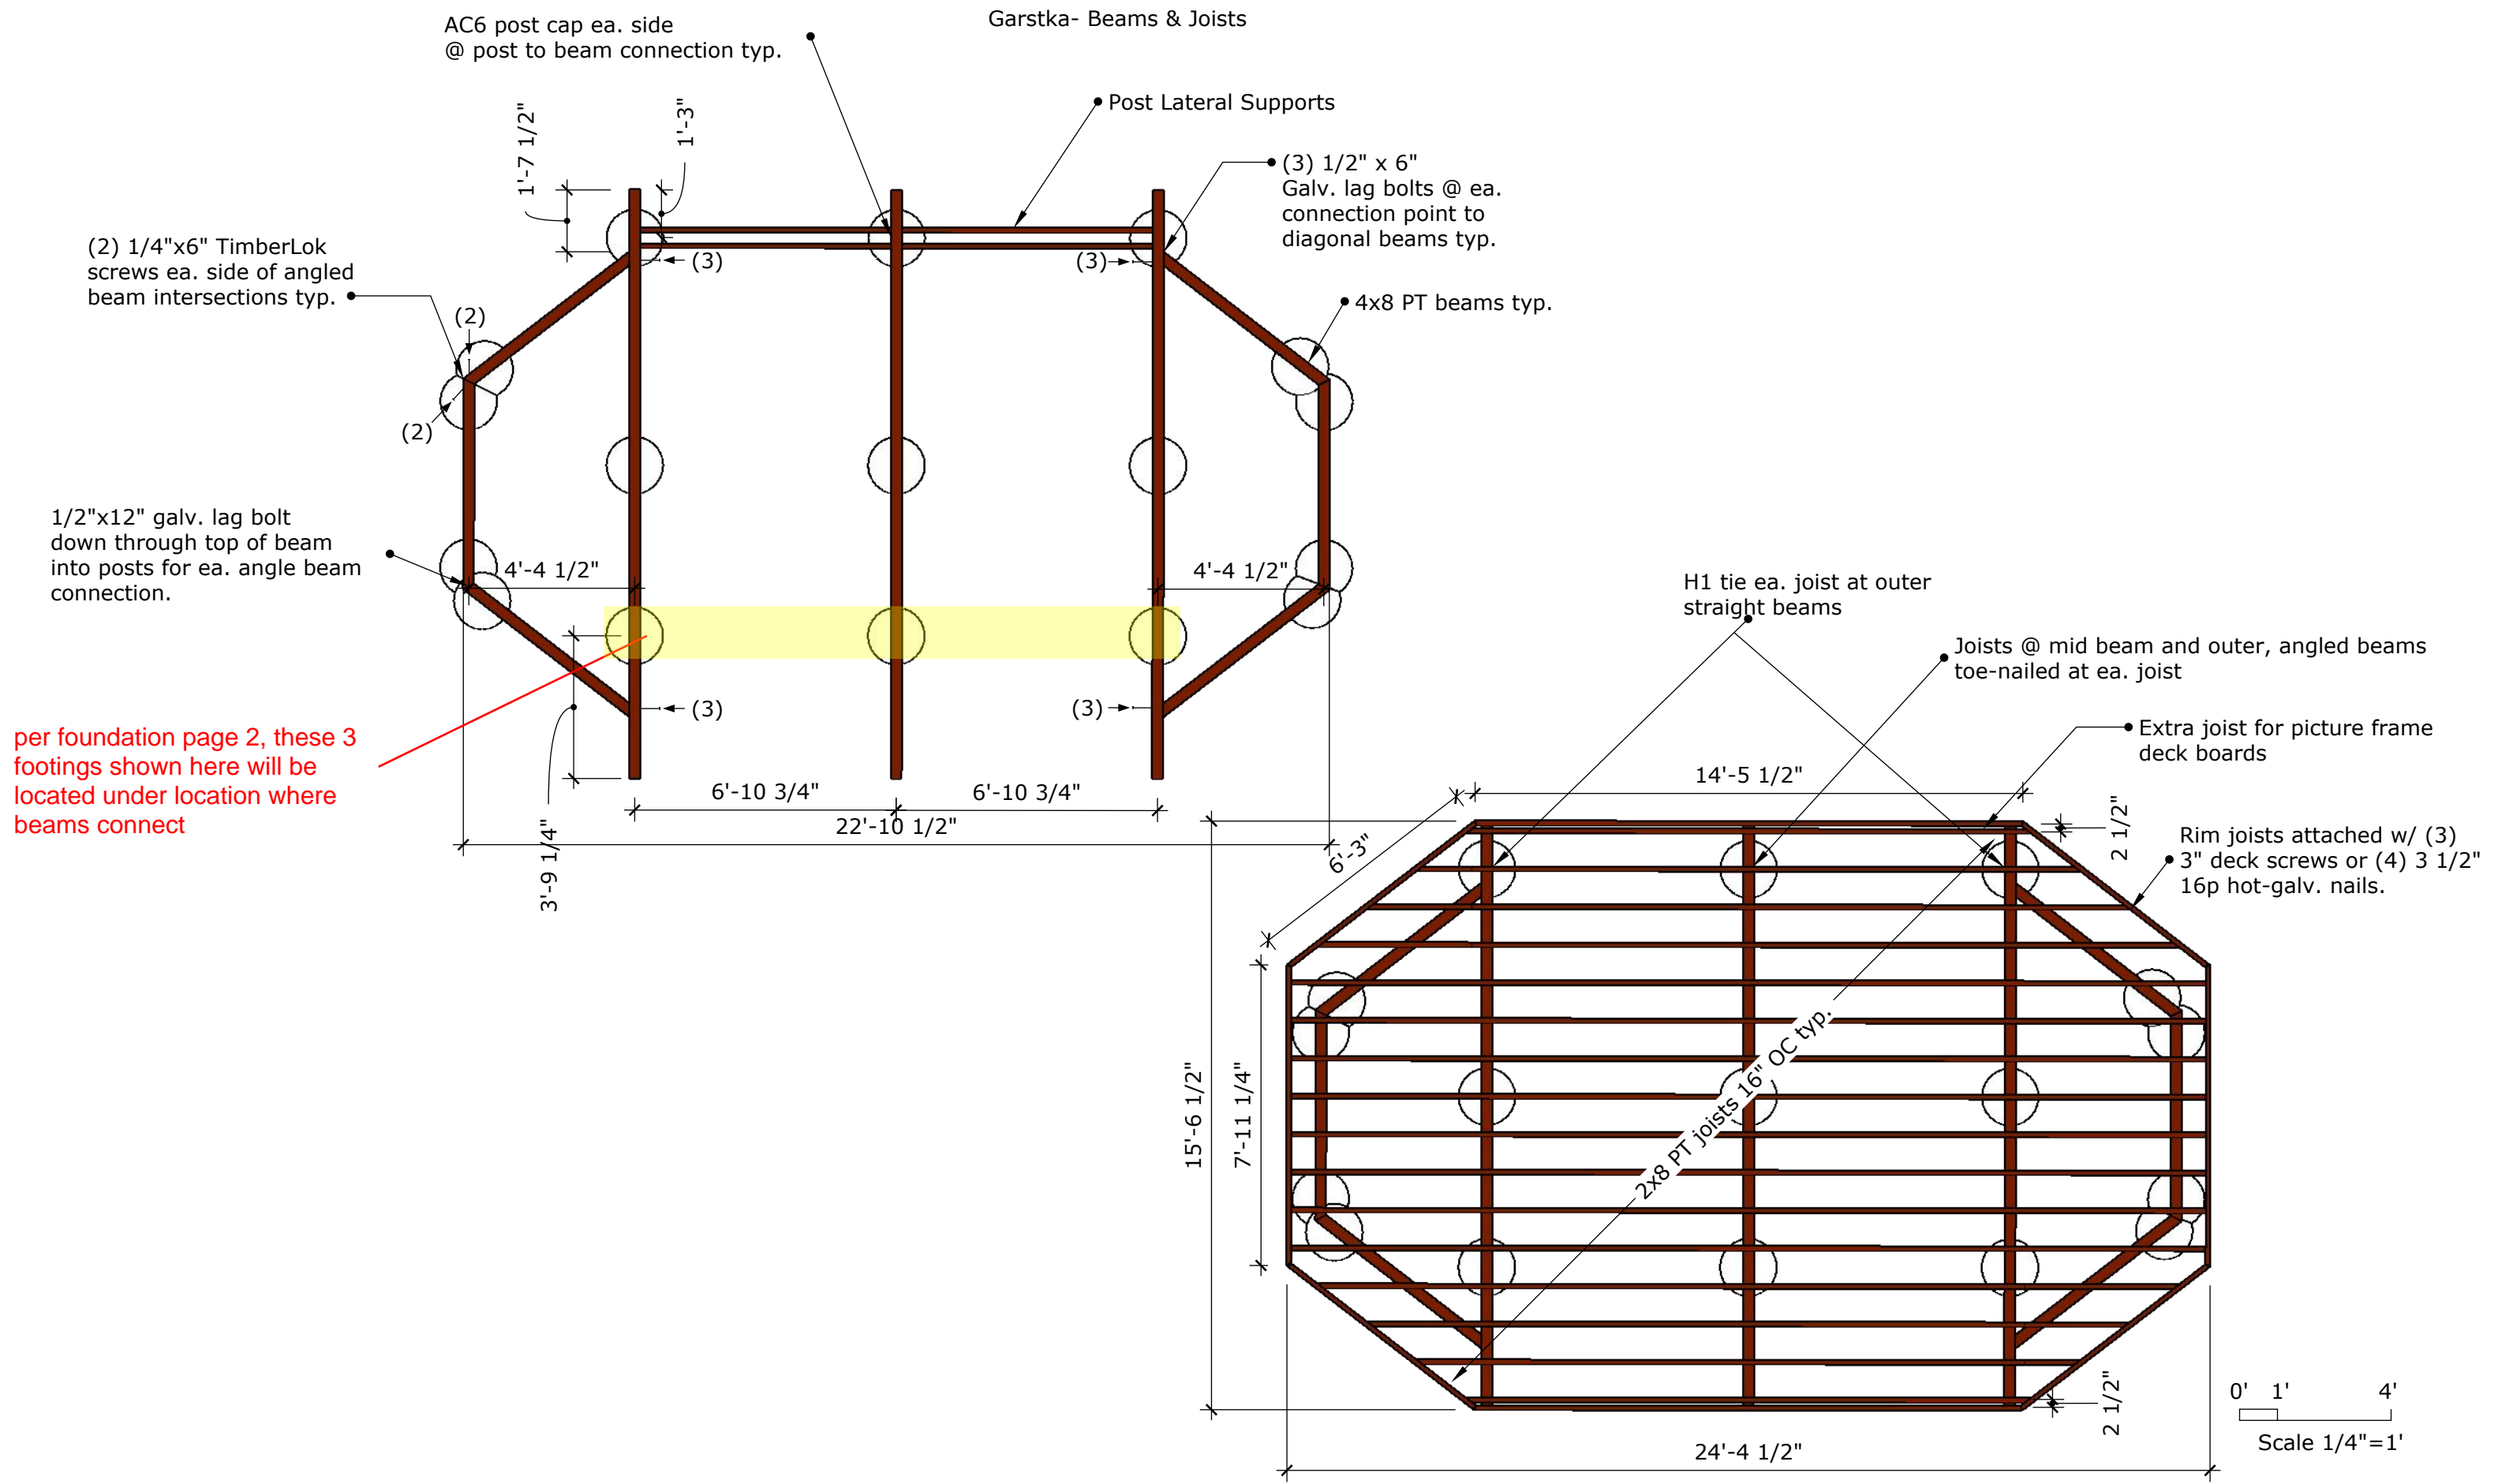 Garstka- Beams & Joists
AC6 post cap ea. side
@ post to beam connection typ.
Post Lateral Supports
1'-7 1/2"
1'-3"
(3) 1/2" x 6"
Galv. lag bolts @ ea.
connection point to
diagonal beams typ.
(2) 1/4"x6" TimberLok
screws ea. side of angled
beam intersections typ.
(3)
(3)
4x8 PT beams typ.
(2)
(2)
1/2"x12" galv. lag bolt
down through top of beam
into posts for ea. angle beam
connection.
4'-4 1/2"
4'-4 1/2"
(3)
(3)
per foundation page 2, these 3
footings shown here will be
located under location where
beams connect
6'-10 3/4"
6'-10 3/4"
22'-10 1/2"
3'-9 1/4"
H1 tie ea. joist at outer
straight beams
Joists @ mid beam and outer, angled beams
toe-nailed at ea. joist
Extra joist for picture frame
deck boards
14'-5 1/2"
6'-3"
2 1/2"
Rim joists attached w/ (3)
3" deck screws or (4) 3 1/2"
16p hot-galv. nails.
15'-6 1/2"
7'-11 1/4"
2x8 PT joists 16" OC typ.
2 1/2"
24'-4 1/2"
0' 1' 4'
Scale 1/4"=1'